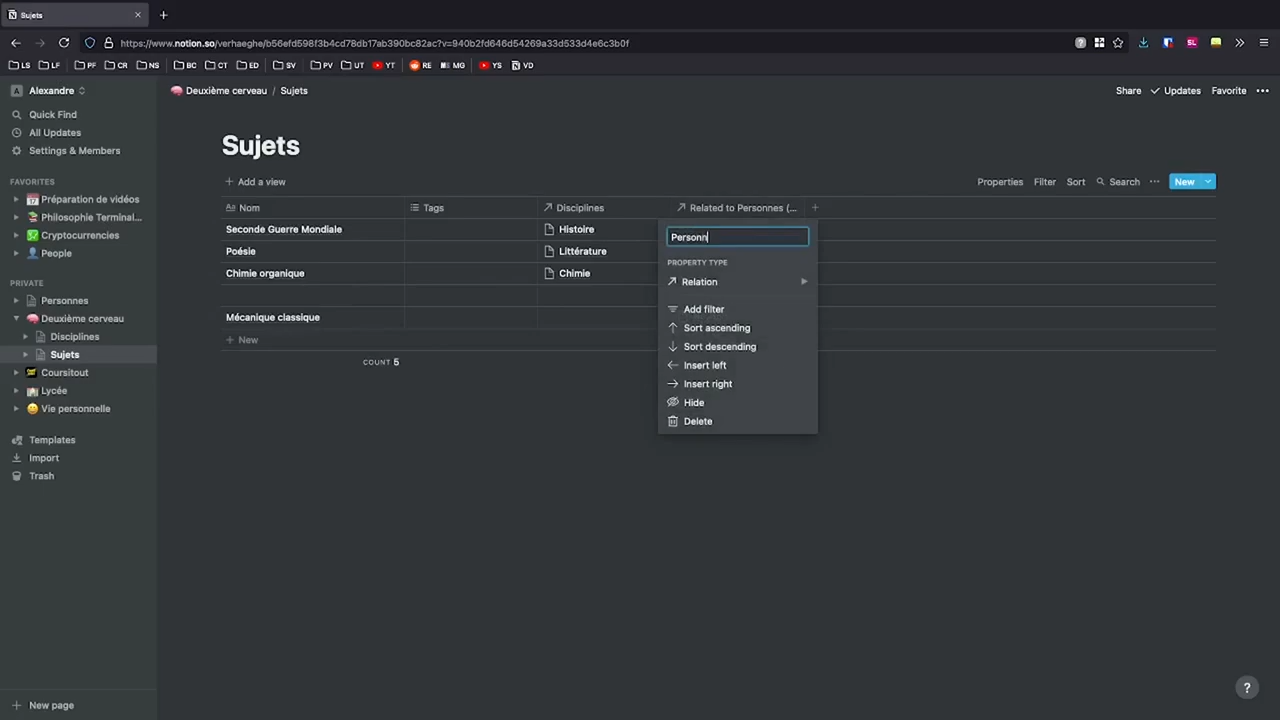 Sujets
https://www.notion.so/verhaeghe/b56efd598f3b4cd78db17ab390bc82ac?v=940b2fd646d54269a33d533d4e6c3b0f
LS LF PF CR NS BC CT ED SV PV UT YT RE MG YS VD
A Alexandre
Deuxième cerveau / Sujets
Share Updates Favorite
Quick Find
All Updates
Settings & Members
FAVORITES
Préparation de vidéos
Philosophie Terminal...
Cryptocurrencies
People
PRIVATE
Personnes
Deuxième cerveau
Disciplines
Sujets
Coursitout
Lycée
Vie personnelle
Templates
Import
Trash
New page
Sujets
Add a view
Properties Filter Sort Search New
Nom Tags Disciplines Related to Personnes (...
Seconde Guerre Mondiale Histoire
Poésie Littérature
Chimie organique Chimie
Mécanique classique
New
COUNT 5
Personn
PROPERTY TYPE
Relation
Add filter
Sort ascending
Sort descending
Insert left
Insert right
Hide
Delete
?